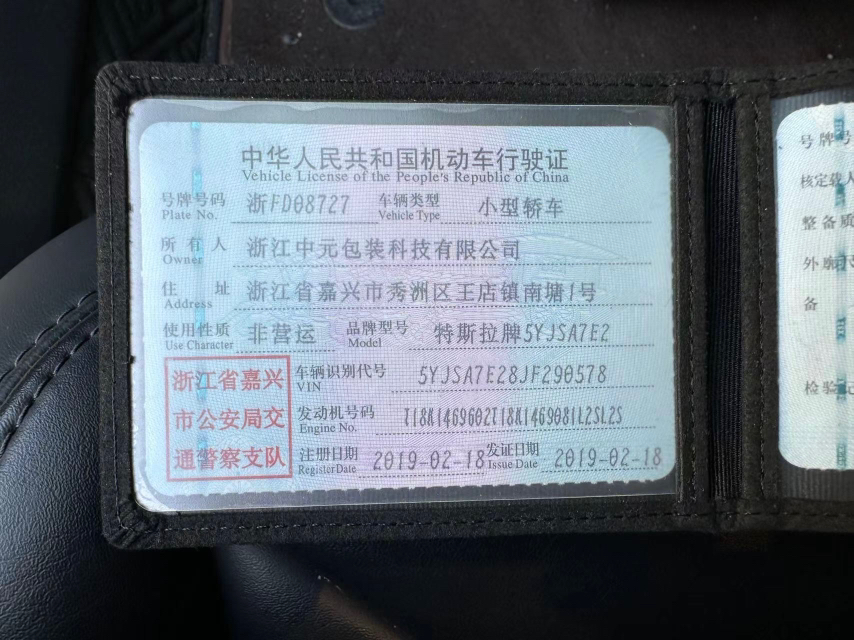 中华人民共和国机动车行驶证
Vehicle License of the People's Republic of China
号牌号码 浙FD08727 车辆类型 小型轿车
Plate No. Vehicle Type
所有人 浙江中元包装科技有限公司
Owner
住址 浙江省嘉兴市秀洲区王店镇南塘1号
Address
使用性质 非营运 品牌型号 特斯拉牌5YJSA7E2
Use Character Model
浙江省嘉兴
市公安局交
通警察支队
车辆识别代号 5YJSA7E28JF290578
VIN
发动机号码 T18K1469602T18K1469081L2SL2S
Engine No.
注册日期 2019-02-18 发证日期 2019-02-18
Register Date Issue Date
号牌号
核定载人
整备质
外廓尺
备
检验记